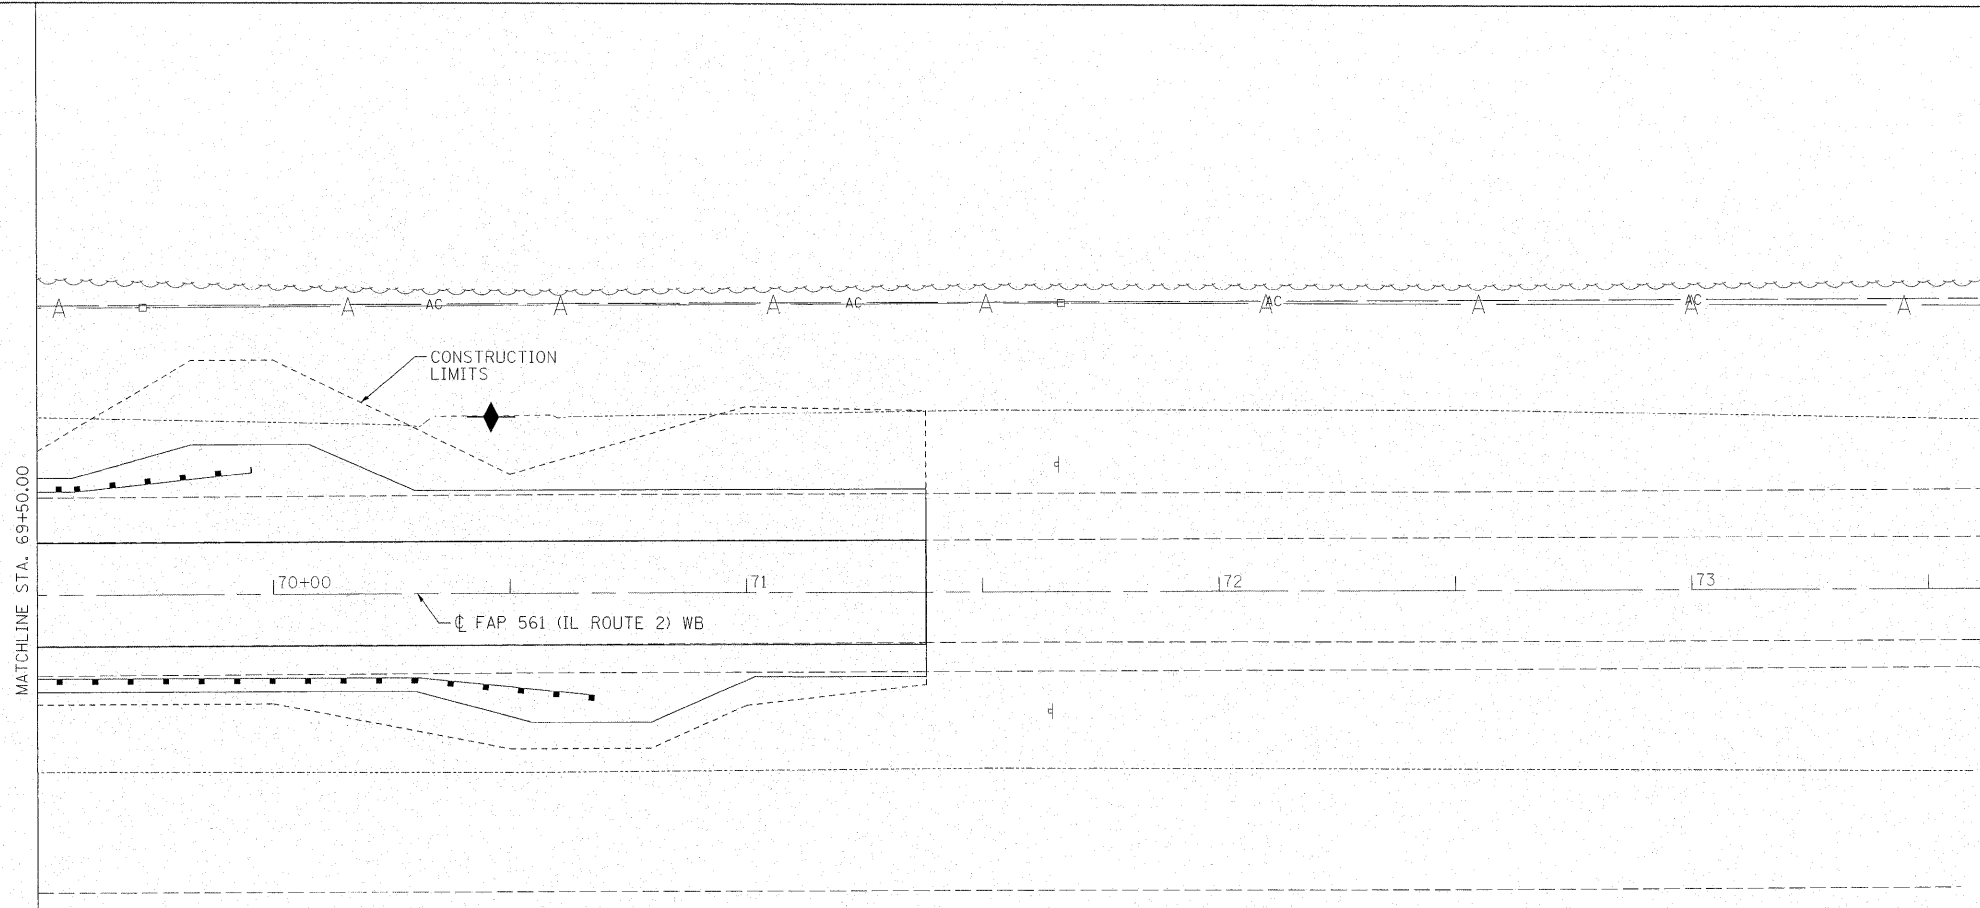 A A AC A A AC A A AC A A AC A
CONSTRUCTION
LIMITS
MATCHLINE STA. 69+50.00
70+00 71 72 73
℄ FAP 561 (IL ROUTE 2) WB